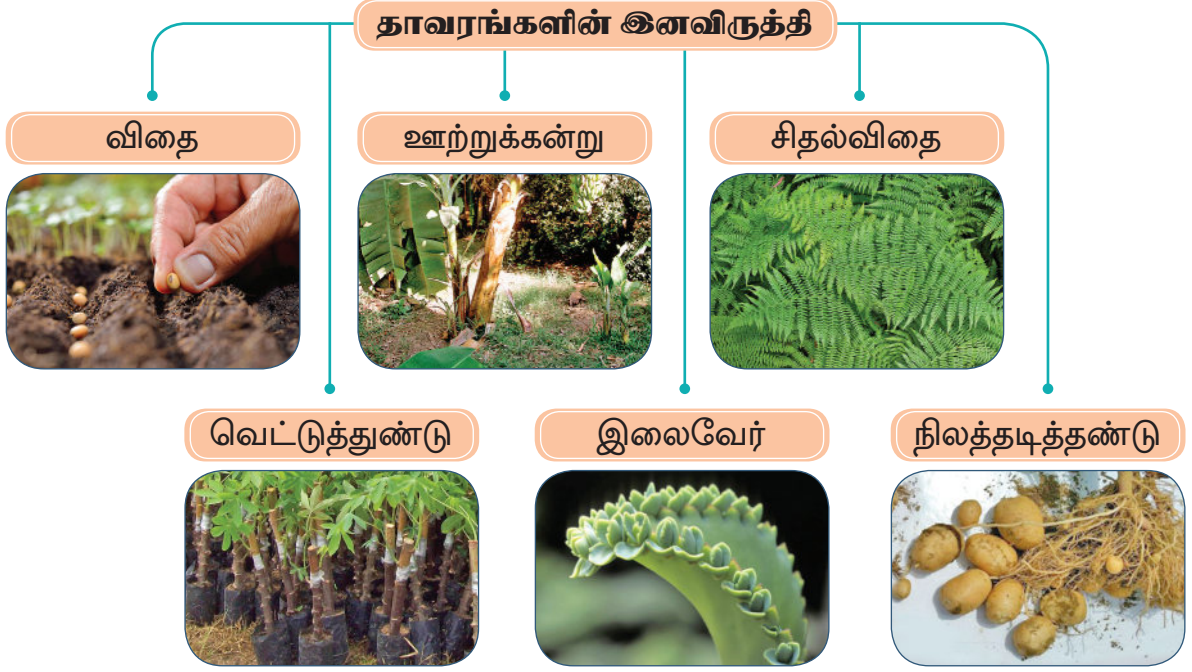 தாவரங்களின் இனவிருத்தி
விதை
ஊற்றுக்கன்று
சிதல்விதை
வெட்டுத்துண்டு
இலைவேர்
நிலத்தடித்தண்டு